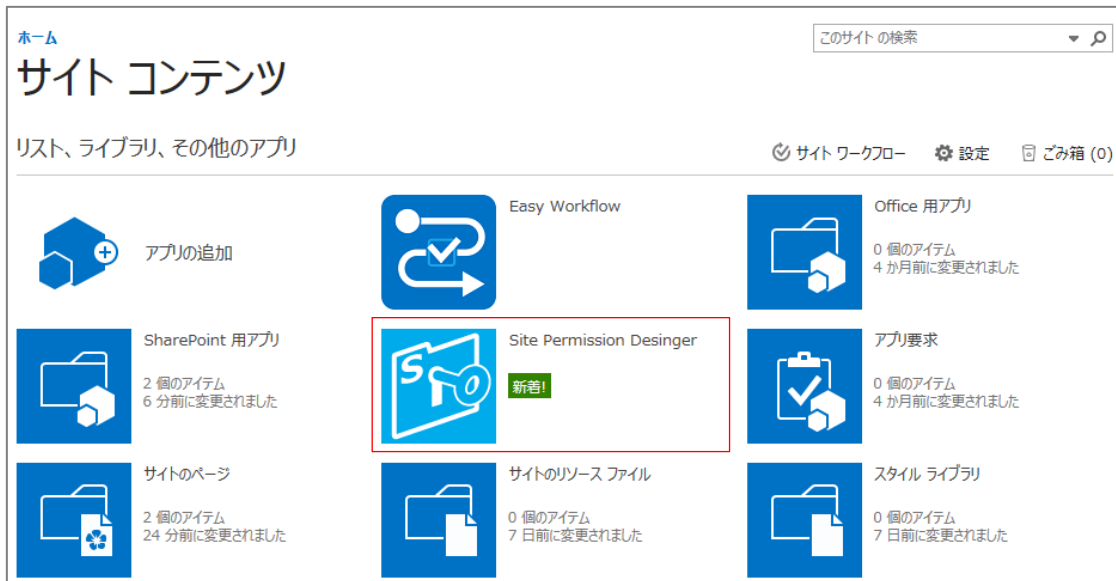 ホーム
このサイト の検索
サイト コンテンツ
リスト、ライブラリ、その他のアプリ
サイト ワークフロー
設定
ごみ箱 (0)
アプリの追加
Easy Workflow
Office 用アプリ
0 個のアイテム
4 か月前に変更されました
SharePoint 用アプリ
2 個のアイテム
6 分前に変更されました
S
Site Permission Desinger
新着!
アプリ要求
0 個のアイテム
4 か月前に変更されました
サイトのページ
2 個のアイテム
24 分前に変更されました
サイトのリソース ファイル
0 個のアイテム
7 日前に変更されました
スタイル ライブラリ
0 個のアイテム
7 日前に変更されました